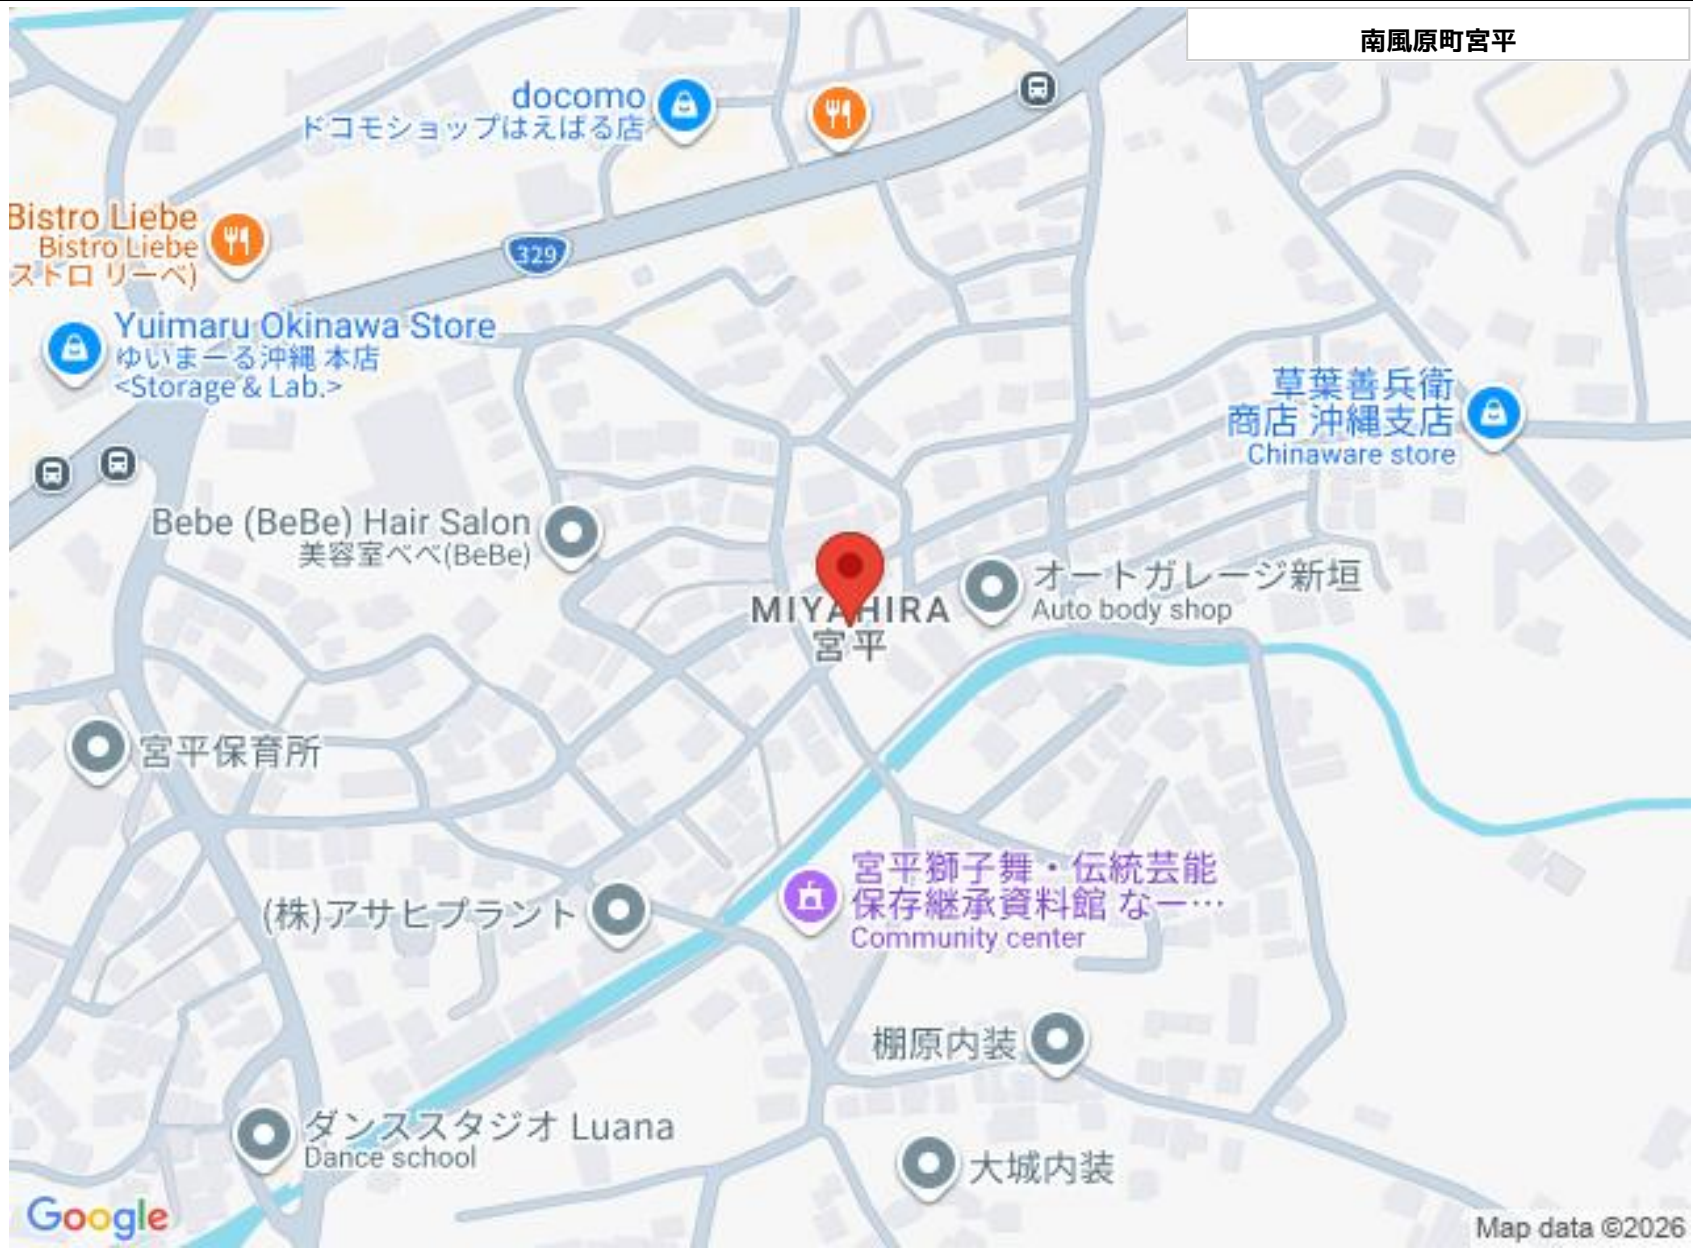 南風原町宮平
docomo
ドコモショップはえばる店
Bistro Liebe
Bistro Liebe
ストロ リーベ)
329
Yuimaru Okinawa Store
ゆいまーる沖縄 本店
<Storage & Lab.>
草葉善兵衛
商店 沖縄支店
Chinaware store
Bebe (BeBe) Hair Salon
美容室べべ(BeBe)
オートガレージ新垣
Auto body shop
MIYAHIRA
宮平
宮平保育所
宮平獅子舞・伝統芸能
保存継承資料館 なー…
Community center
(株)アサヒプラント
棚原内装
ダンススタジオ Luana
Dance school
大城内装
Google
Map data ©2026